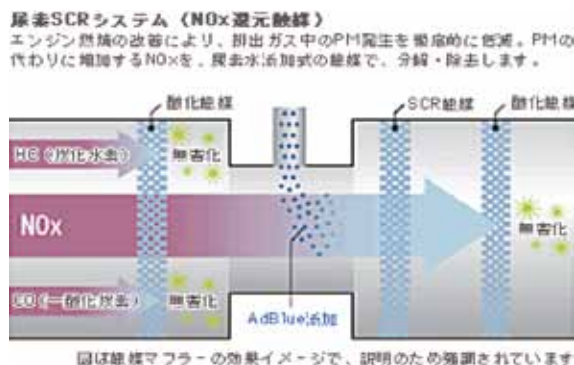 尿素SCRシステム（NOx還元触媒）
エンジン燃焼の改善により、排出ガス中のPM発生を徹底的に低減。PMの
代わりに増加するNOxを、尿素水添加式の触媒で、分解・除去します。
酸化触媒
SCR触媒
酸化触媒
HC（炭化水素）
無害化
NOx
無害化
CO（一酸化炭素）
無害化
AdBlue添加
図は触媒マフラーの効果イメージで、説明のため強調されています